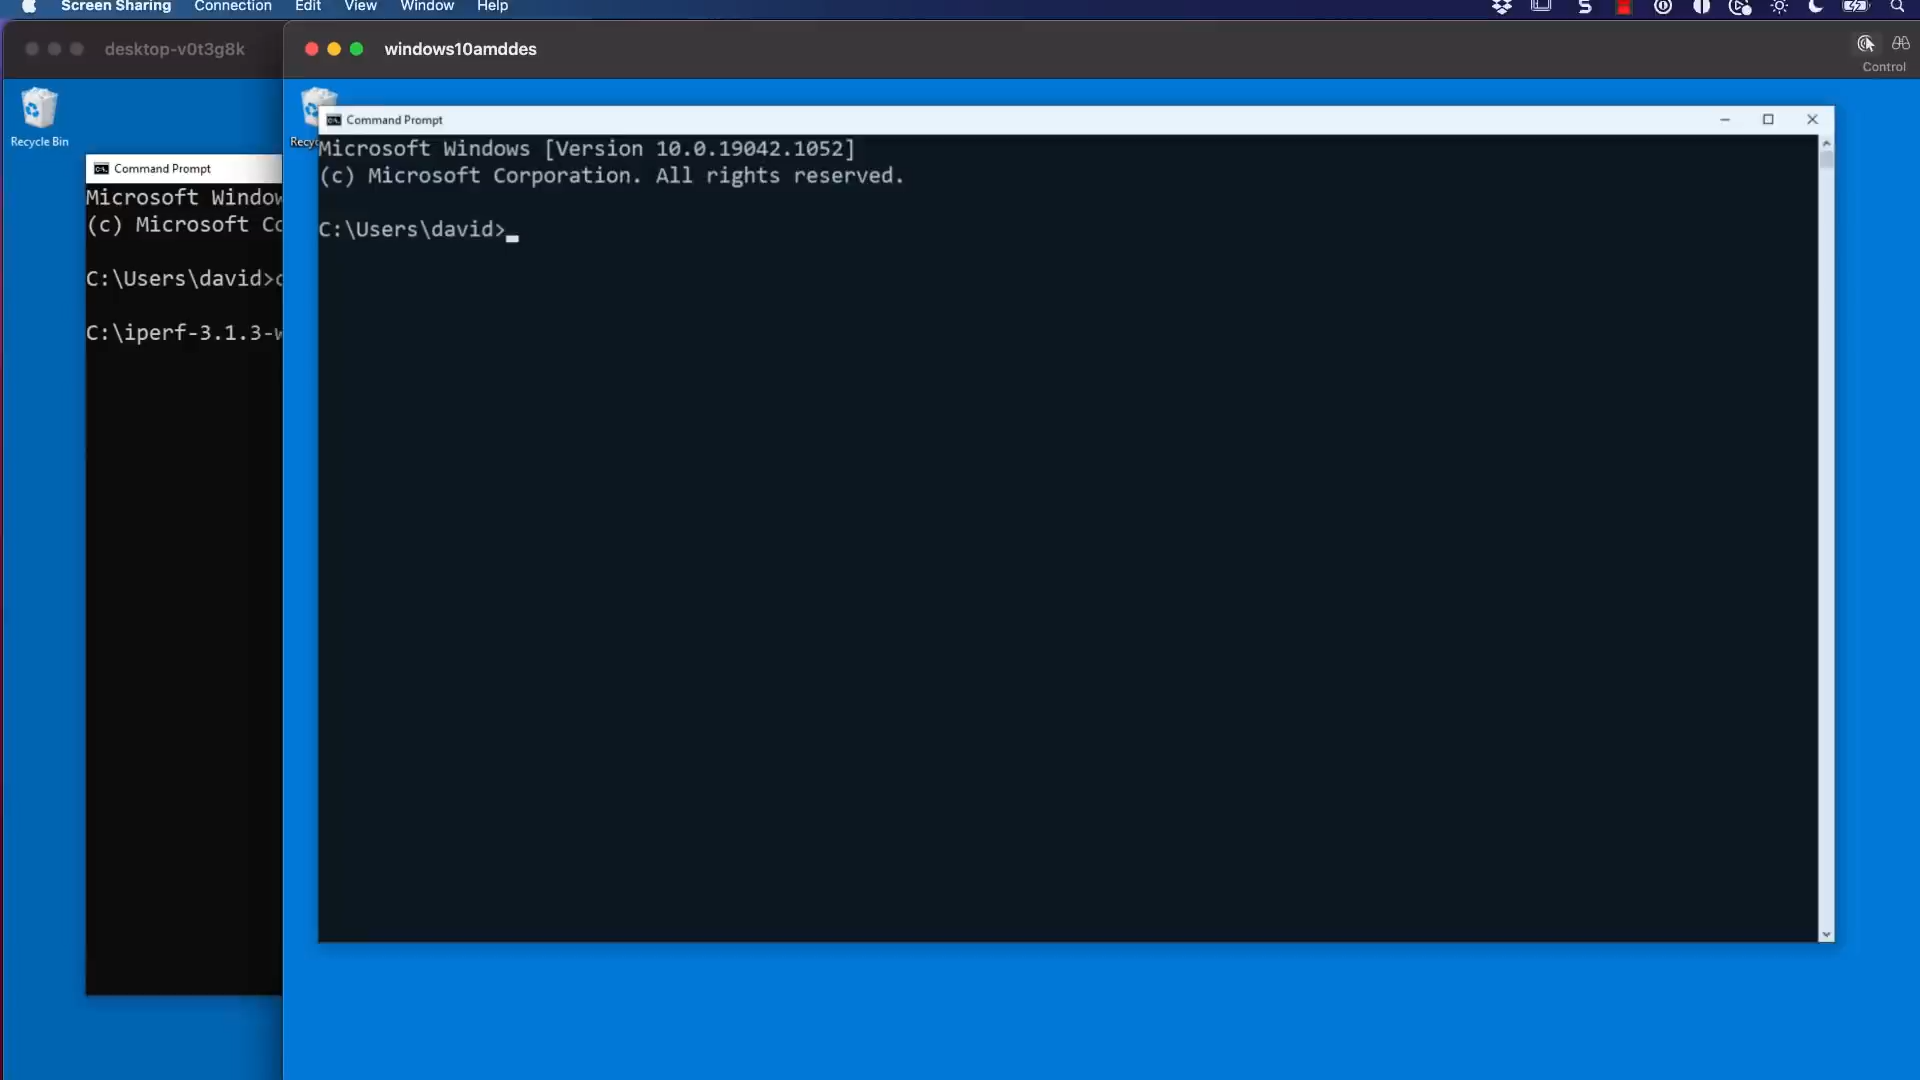 Screen Sharing Connection Edit View Window Help
desktop-v0t3g8k
windows10amddes
Control
Recycle Bin
Recyc
Command Prompt
Microsoft Window
(c) Microsoft Co
C:\Users\david>c
C:\iperf-3.1.3-w
Command Prompt
Microsoft Windows [Version 10.0.19042.1052]
(c) Microsoft Corporation. All rights reserved.
C:\Users\david>